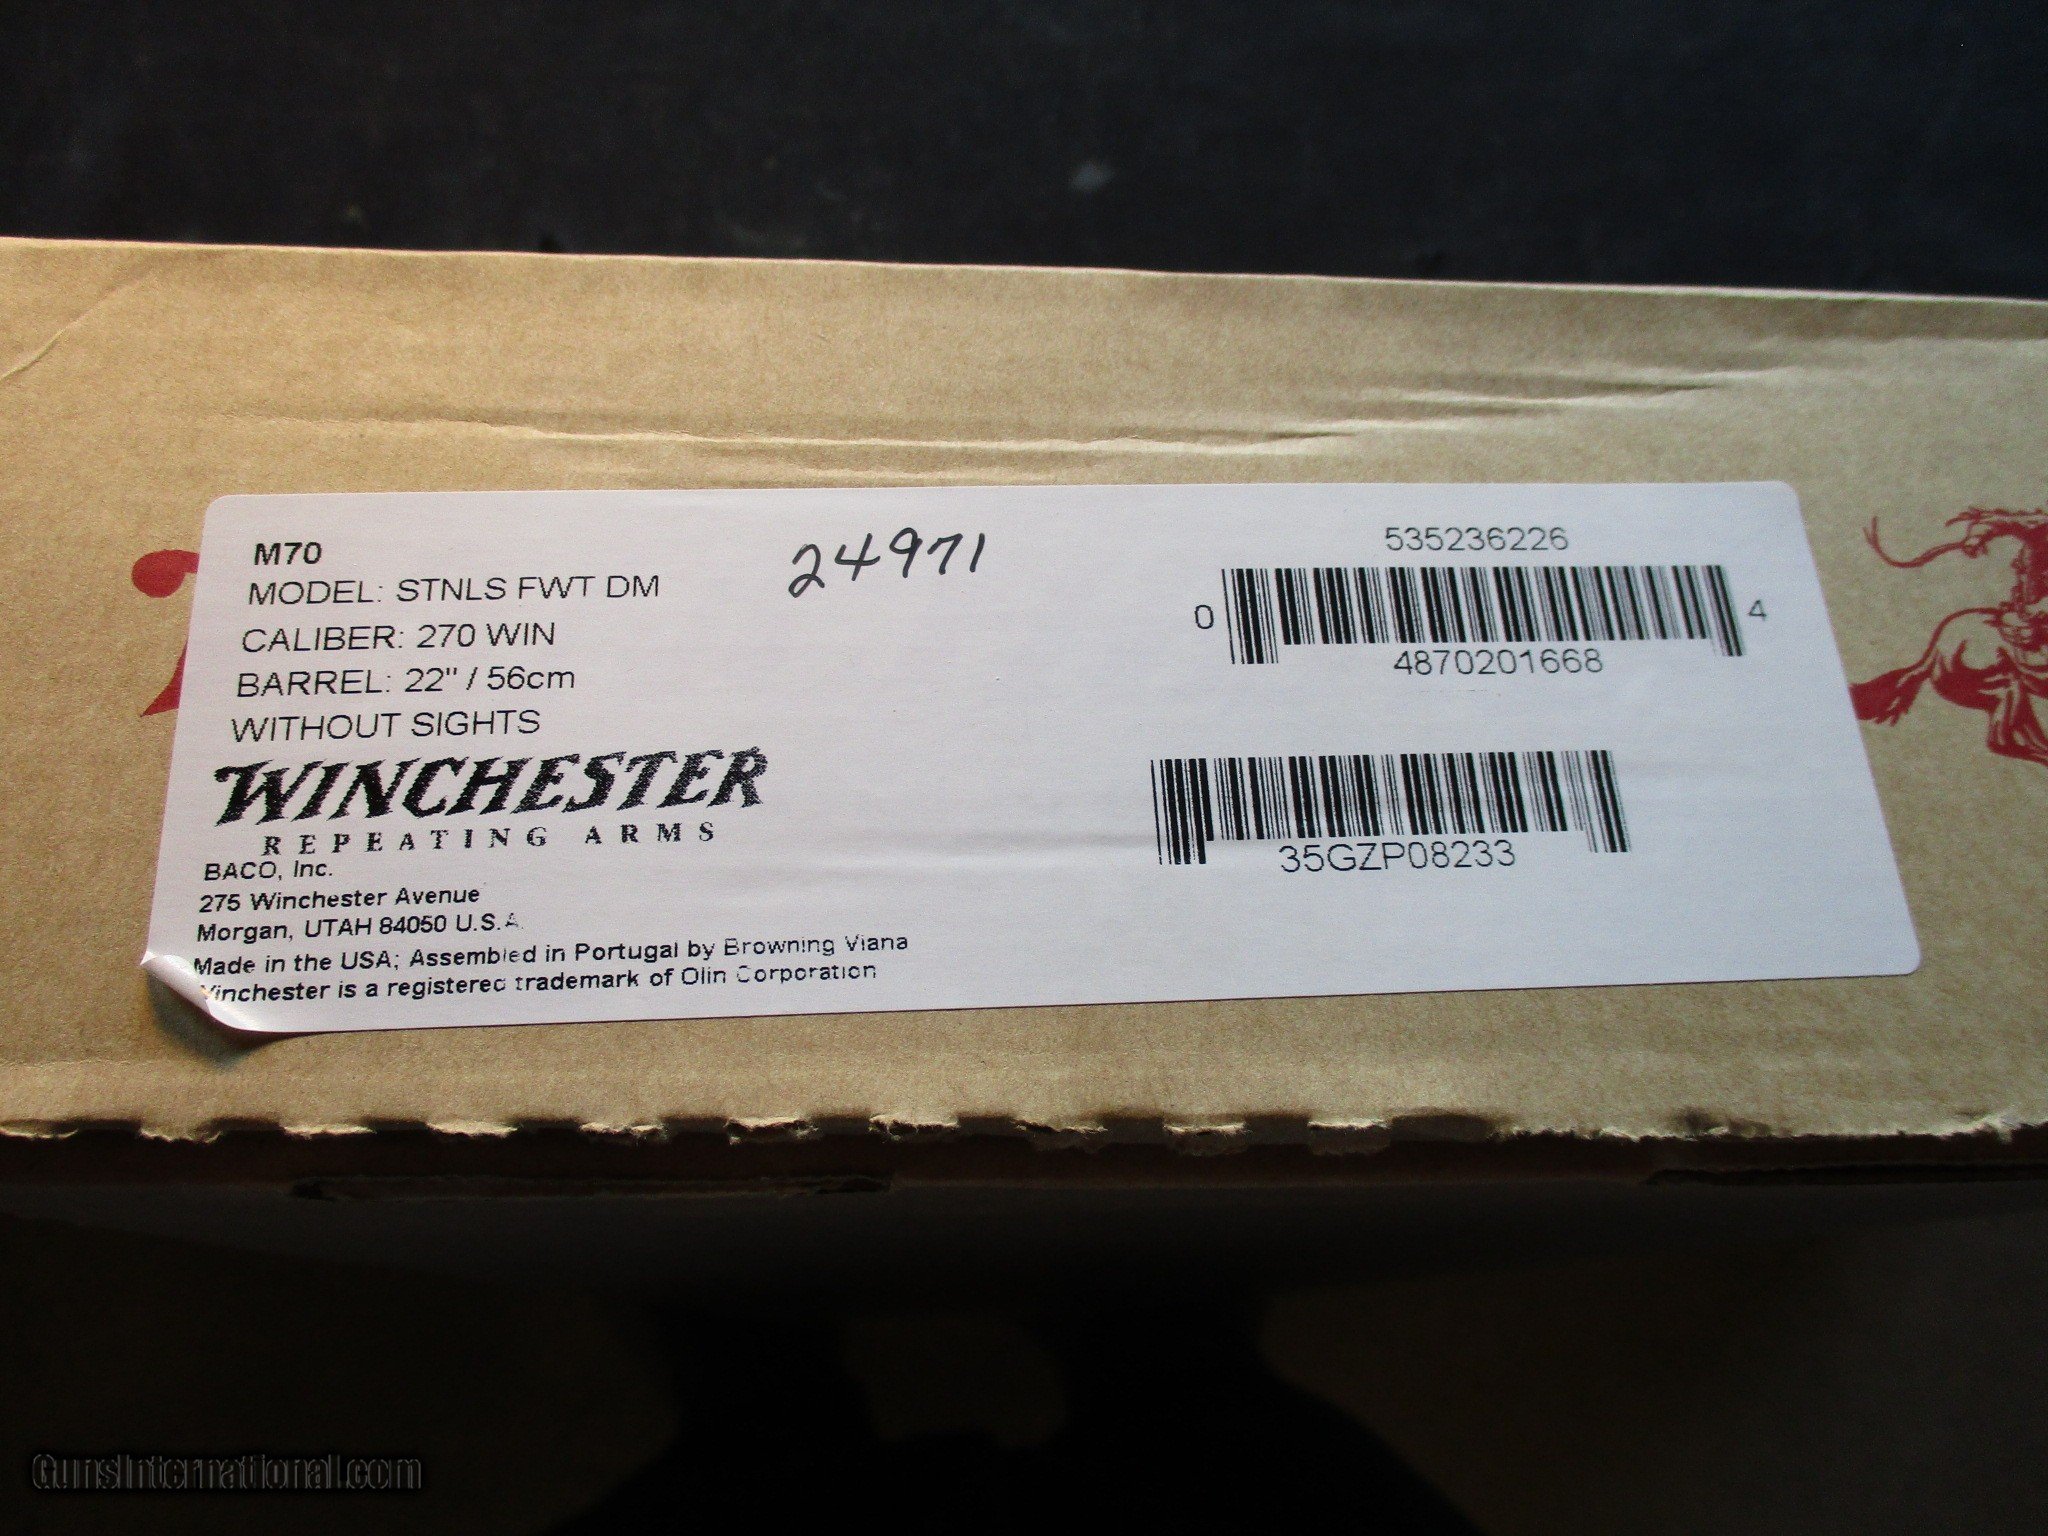 M70
MODEL: STNLS FWT DM
CALIBER: 270 WIN
BARREL: 22" / 56cm
WITHOUT SIGHTS
WINCHESTER
REPEATING ARMS
BACO, Inc.
275 Winchester Avenue
Morgan, UTAH 84050 U.S.A.
Made in the USA; Assembled in Portugal by Browning Viana
Winchester is a registered trademark of Olin Corporation
24971
535236226
0 4870201668 4
35GZP08233
GunsInternational.com